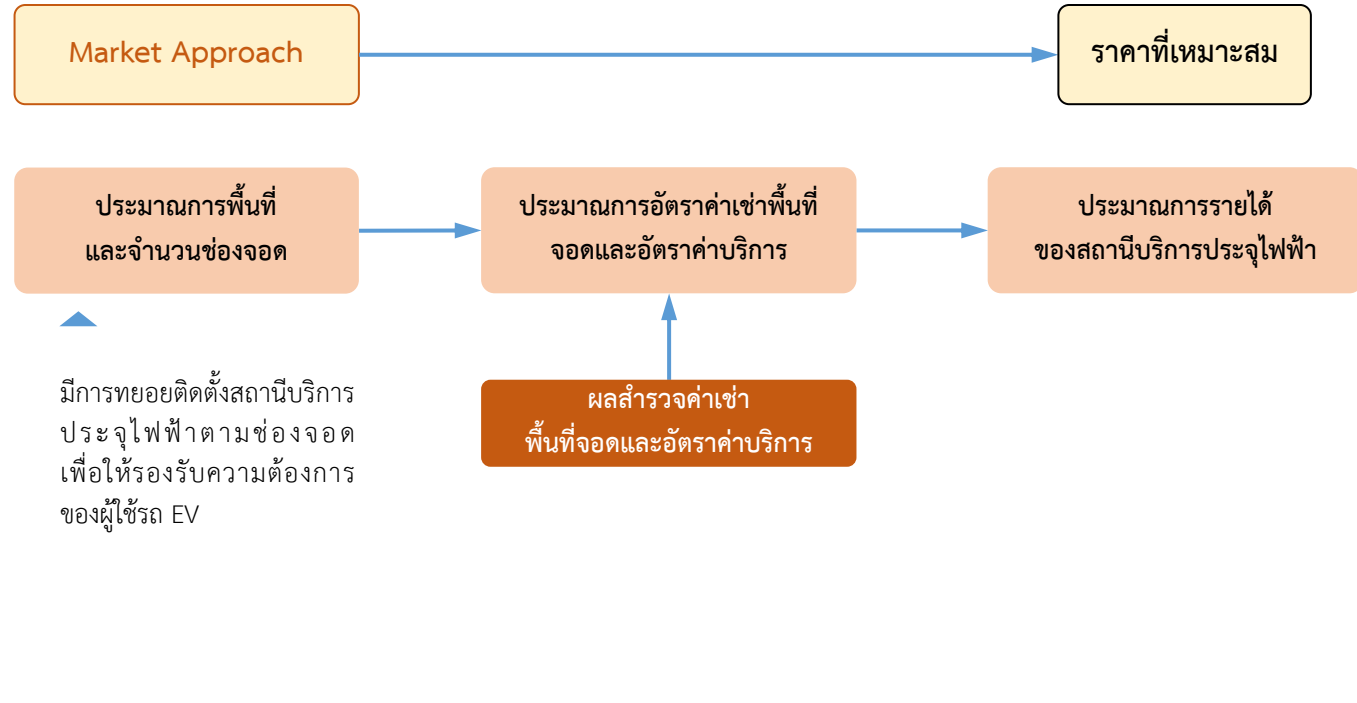 Market Approach
ราคาที่เหมาะสม
ประมาณการพื้นที่
และจำนวนช่องจอด
ประมาณการอัตราค่าเช่าพื้นที่
จอดและอัตราค่าบริการ
ประมาณการรายได้
ของสถานีบริการประจุไฟฟ้า
มีการทยอยติดตั้งสถานีบริการ
ประจุไฟฟ้าตามช่องจอด
เพื่อให้รองรับความต้องการ
ของผู้ใช้รถ EV
ผลสำรวจค่าเช่า
พื้นที่จอดและอัตราค่าบริการ